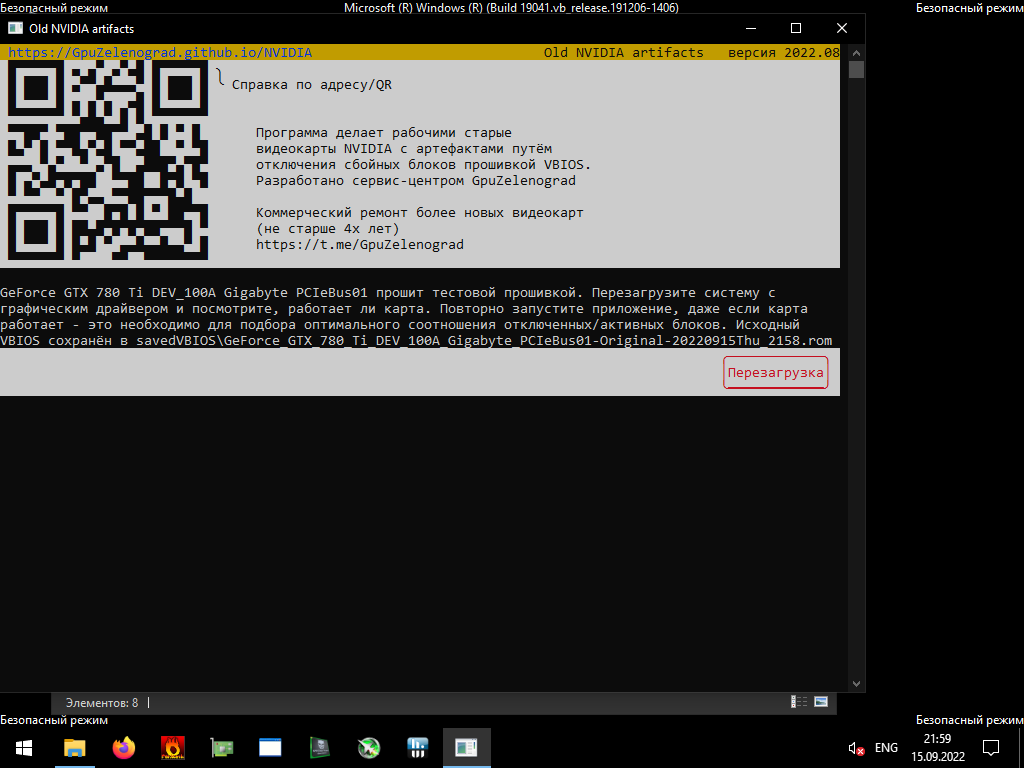 Безопасный режим
Microsoft (R) Windows (R) (Build 19041.vb_release.191206-1406)
Безопасный режим
Old NVIDIA artifacts
https://GpuZelenograd.github.io/NVIDIA
Old NVIDIA artifacts версия 2022.08
Справка по адресу/QR
Программа делает рабочими старые
видеокарты NVIDIA с артефактами путём
отключения сбойных блоков прошивкой VBIOS.
Разработано сервис-центром GpuZelenograd
Коммерческий ремонт более новых видеокарт
(не старше 4х лет)
https://t.me/GpuZelenograd
GeForce GTX 780 Ti DEV_100A Gigabyte PCIeBus01 прошит тестовой прошивкой. Перезагрузите систему с
графическим драйвером и посмотрите, работает ли карта. Повторно запустите приложение, даже если карта
работает - это необходимо для подбора оптимального соотношения отключенных/активных блоков. Исходный
VBIOS сохранён в savedVBIOS\GeForce_GTX_780_Ti_DEV_100A_Gigabyte_PCIeBus01-Original-20220915Thu_2158.rom
Перезагрузка
Элементов: 8
Безопасный режим
Безопасный режим
ENG
21:59
15.09.2022